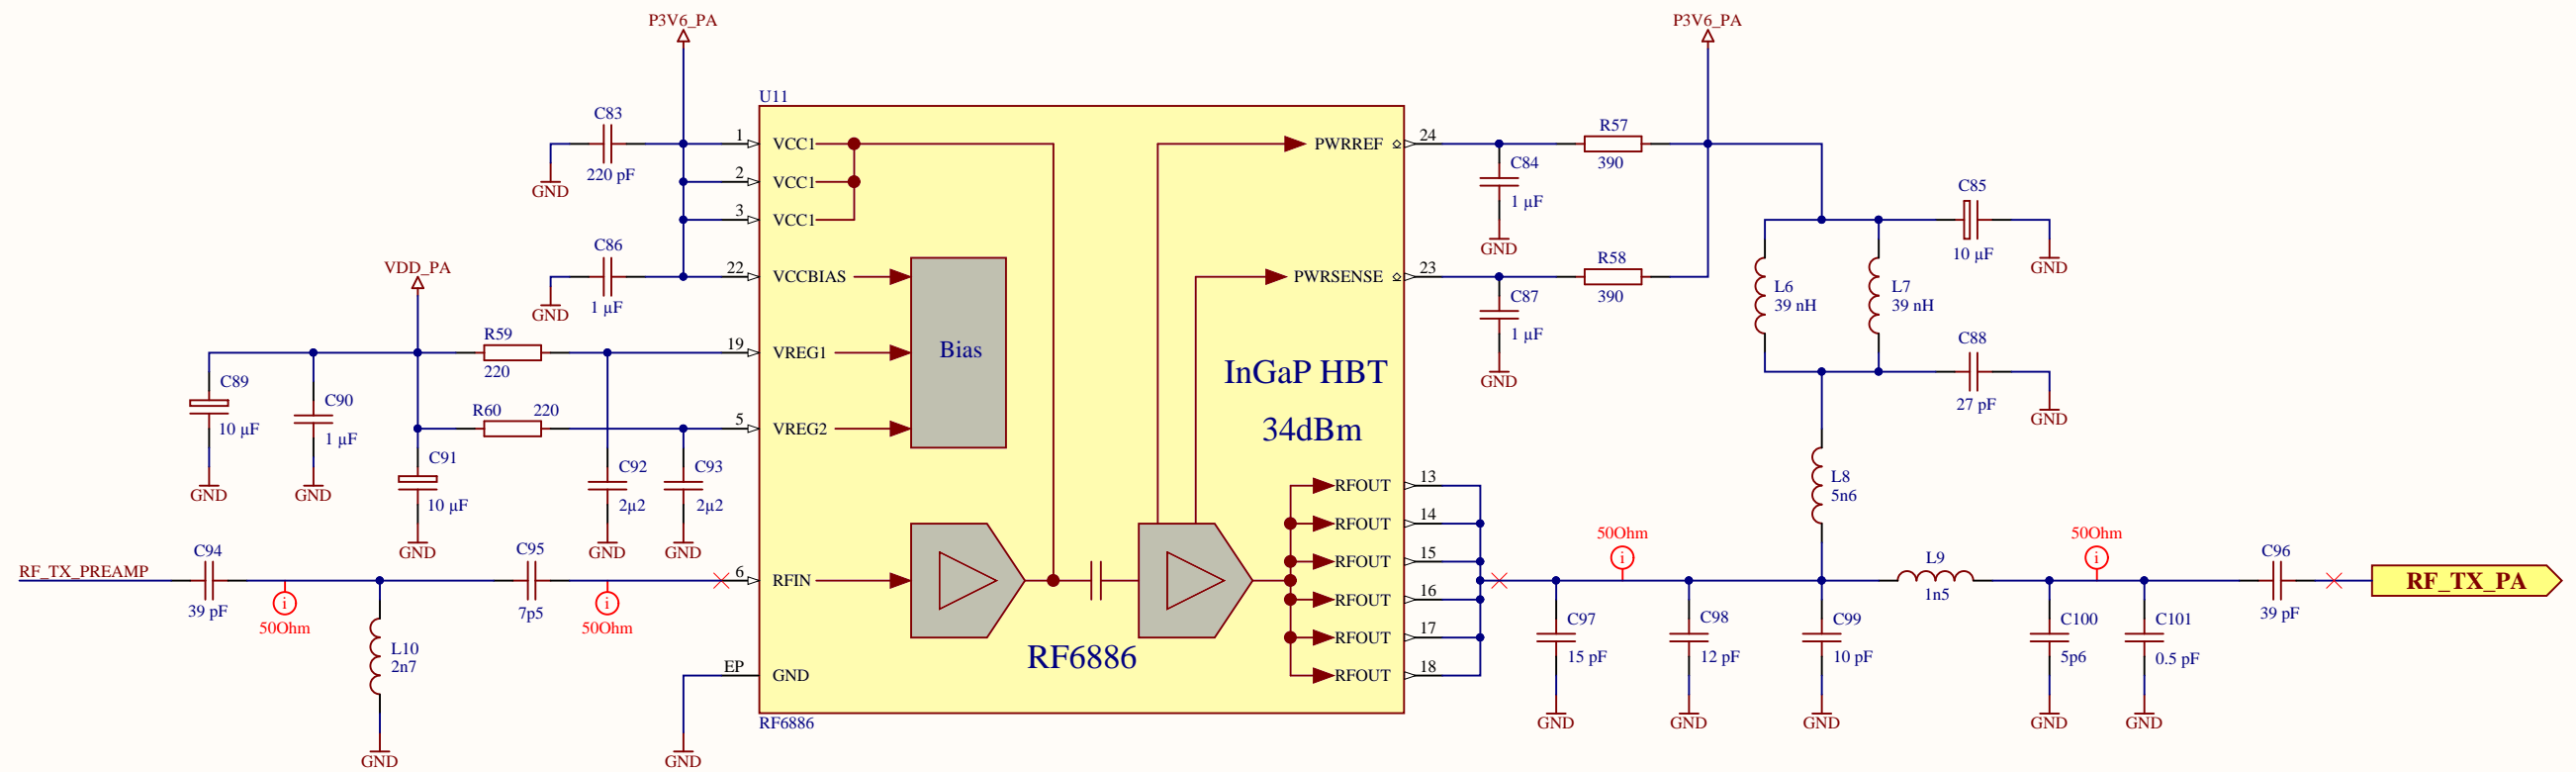 P3V6_PA
P3V6_PA
U11
C83
220 pF
GND
1
VCC1
2
VCC1
3
VCC1
C86
1 µF
GND
22
VCCBIAS
VDD_PA
R59
220
19
VREG1
R60
220
5
VREG2
Bias
C89
10 µF
GND
C90
1 µF
GND
C91
10 µF
GND
C92
2µ2
GND
C93
2µ2
GND
RF_TX_PREAMP
C94
39 pF
i
50Ohm
L10
2n7
GND
C95
7p5
i
50Ohm
6
RFIN
EP
GND
GND
RF6886
RF6886
InGaP HBT
34dBm
PWRREF
24
C84
1 µF
GND
R57
390
PWRSENSE
23
C87
1 µF
GND
R58
390
C85
10 µF
GND
L6
39 nH
L7
39 nH
C88
27 pF
GND
L8
5n6
RFOUT
13
RFOUT
14
RFOUT
15
RFOUT
16
RFOUT
17
RFOUT
18
50Ohm
i
C97
15 pF
GND
C98
12 pF
GND
C99
10 pF
GND
L9
1n5
50Ohm
i
C100
5p6
GND
C101
0.5 pF
GND
C96
39 pF
RF_TX_PA